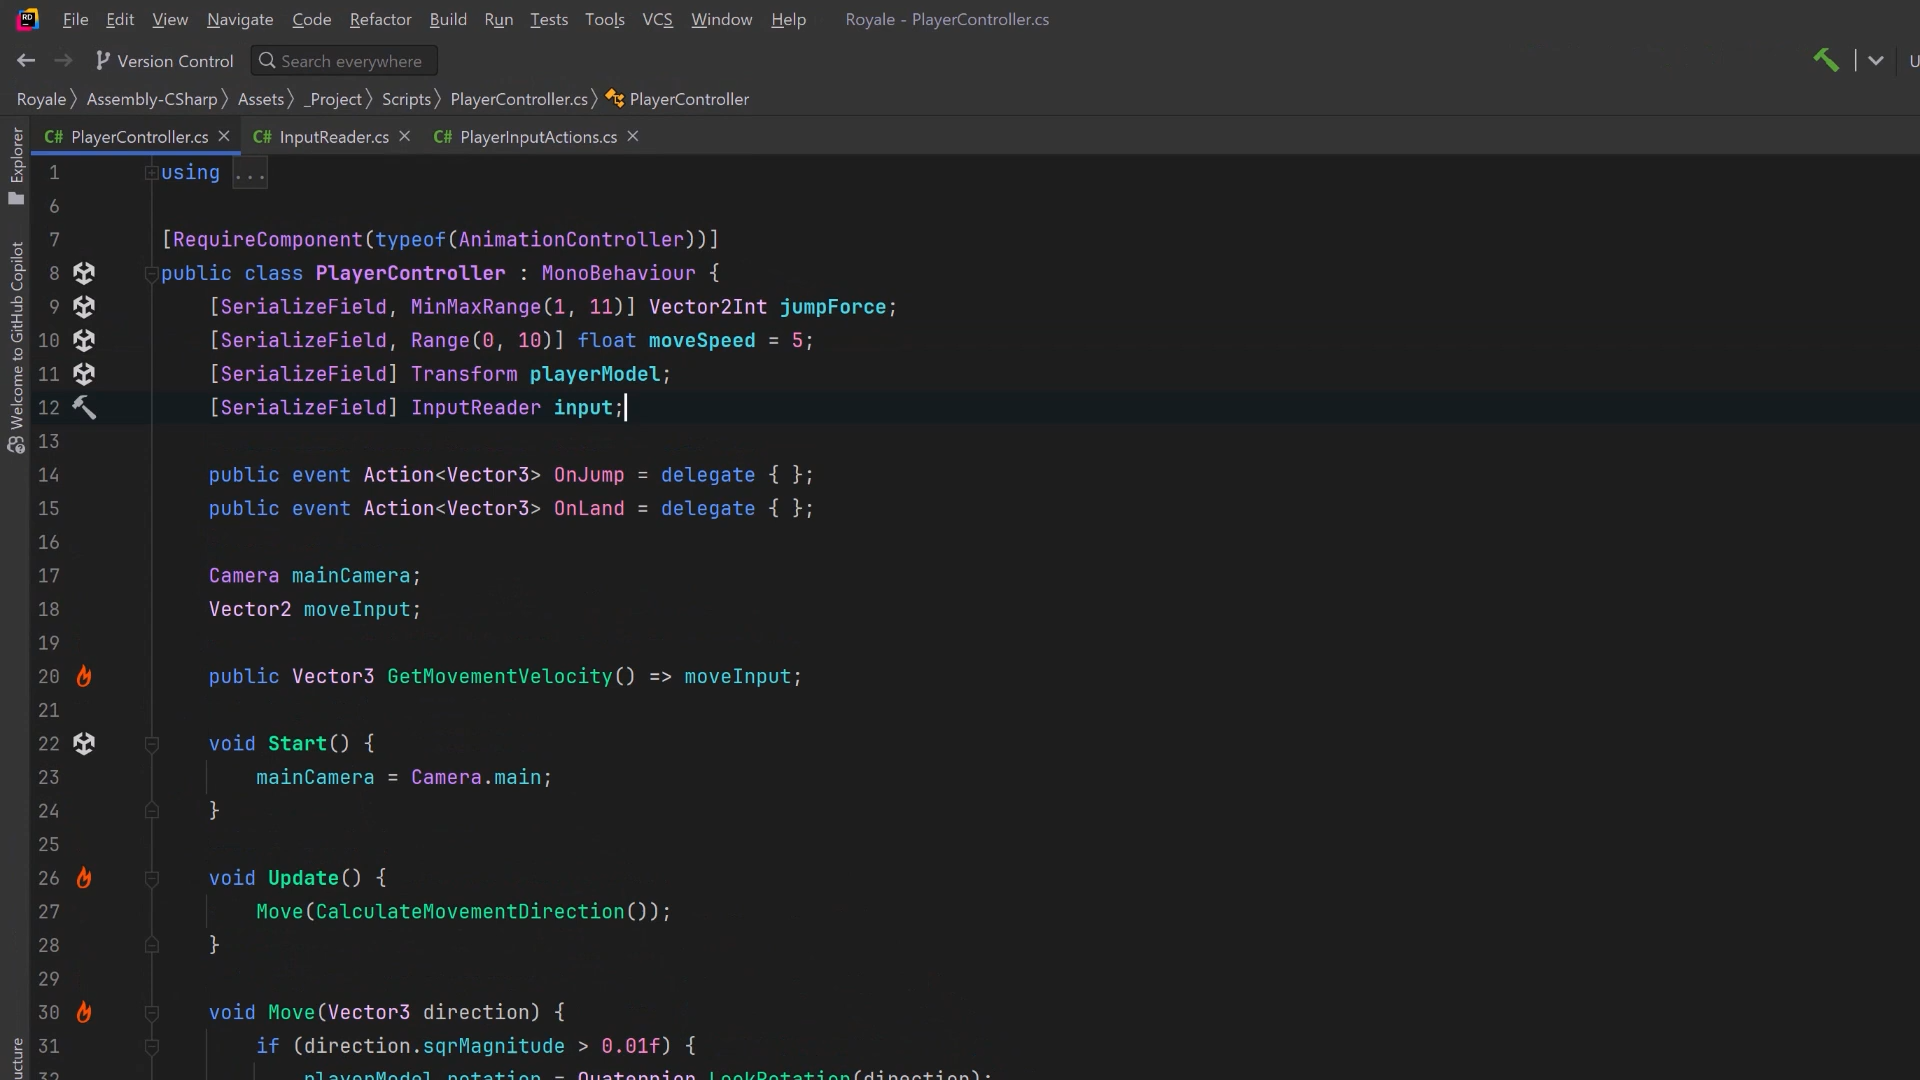 File Edit View Navigate Code Refactor Build Run Tests Tools VCS Window Help Royale - PlayerController.cs
Version Control Search everywhere
Royale Assembly-CSharp Assets _Project Scripts PlayerController.cs PlayerController
C# PlayerController.cs C# InputReader.cs C# PlayerInputActions.cs
Explorer
Welcome to GitHub Copilot
1 using ...
6
7 [RequireComponent(typeof(AnimationController))]
8 public class PlayerController : MonoBehaviour {
9 [SerializeField, MinMaxRange(1, 11)] Vector2Int jumpForce;
10 [SerializeField, Range(0, 10)] float moveSpeed = 5;
11 [SerializeField] Transform playerModel;
12 [SerializeField] InputReader input;
13
14 public event Action<Vector3> OnJump = delegate { };
15 public event Action<Vector3> OnLand = delegate { };
16
17 Camera mainCamera;
18 Vector2 moveInput;
19
20 public Vector3 GetMovementVelocity() => moveInput;
21
22 void Start() {
23 mainCamera = Camera.main;
24 }
25
26 void Update() {
27 Move(CalculateMovementDirection());
28 }
29
30 void Move(Vector3 direction) {
31 if (direction.sqrMagnitude > 0.01f) {
32 playerModel.rotation = Quaternion.LookRotation(direction);